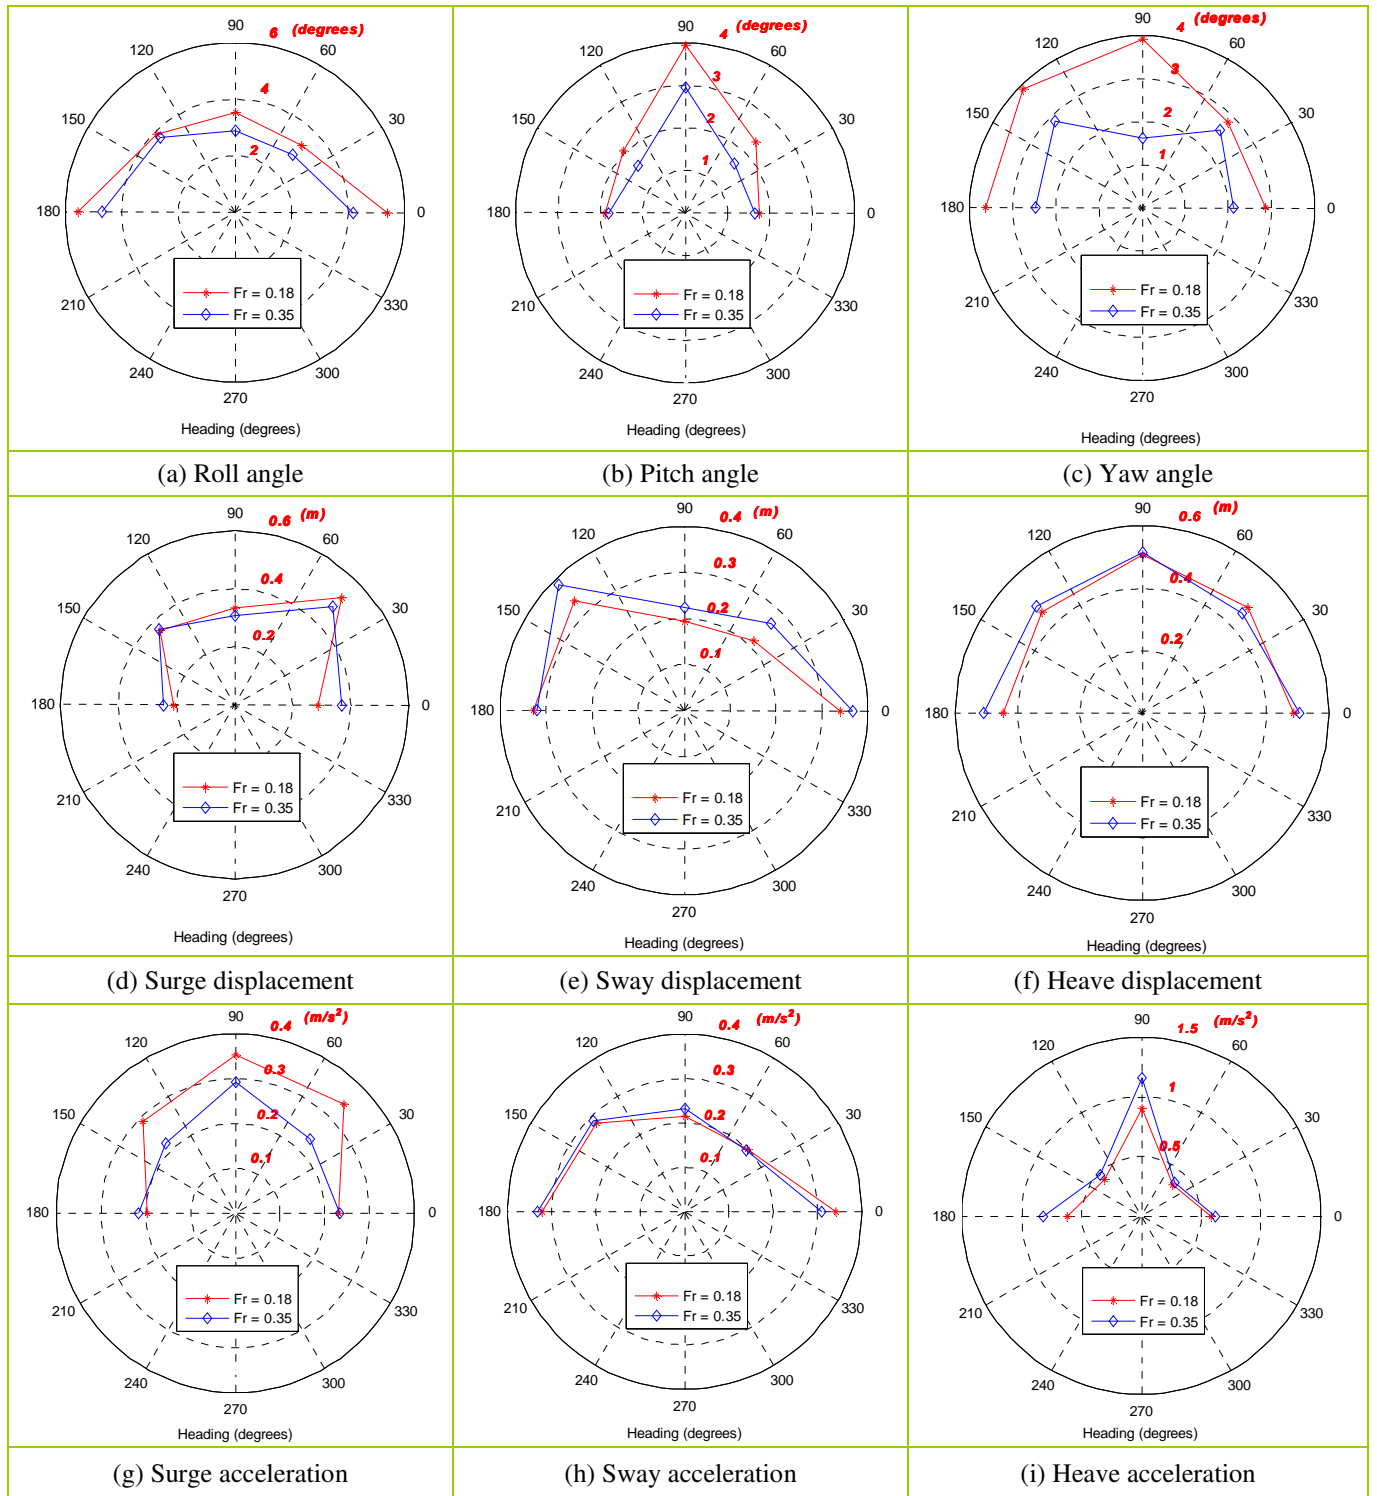 90 6 (degrees)
120 60
4
150 30
2
180 0
Fr = 0.18
Fr = 0.35
210 330
240 300
270
Heading (degrees)
(a) Roll angle
90 4 (degrees)
120 60
3
150 30
2
1
180 0
Fr = 0.18
Fr = 0.35
210 330
240 300
270
Heading (degrees)
(b) Pitch angle
90 4 (degrees)
120 60
3
150 30
2
1
180 0
Fr = 0.18
Fr = 0.35
210 330
240 300
270
Heading (degrees)
(c) Yaw angle
90 0.6 (m)
120 60
0.4
150 30
0.2
180 0
Fr = 0.18
Fr = 0.35
210 330
240 300
270
Heading (degrees)
(d) Surge displacement
90 0.4 (m)
120 60
0.3
150 30
0.2
0.1
180 0
Fr = 0.18
Fr = 0.35
210 330
240 300
270
Heading (degrees)
(e) Sway displacement
90 0.6 (m)
120 60
0.4
150 30
0.2
180 0
Fr = 0.18
Fr = 0.35
210 330
240 300
270
Heading (degrees)
(f) Heave displacement
90 0.4 (m/s²)
120 60
0.3
150 30
0.2
0.1
180 0
Fr = 0.18
Fr = 0.35
210 330
240 300
270
Heading (degrees)
(g) Surge acceleration
90 0.4 (m/s²)
120 60
0.3
150 30
0.2
0.1
180 0
Fr = 0.18
Fr = 0.35
210 330
240 300
270
Heading (degrees)
(h) Sway acceleration
90 1.5 (m/s²)
120 60
1
150 30
0.5
180 0
Fr = 0.18
Fr = 0.35
210 330
240 300
270
Heading (degrees)
(i) Heave acceleration